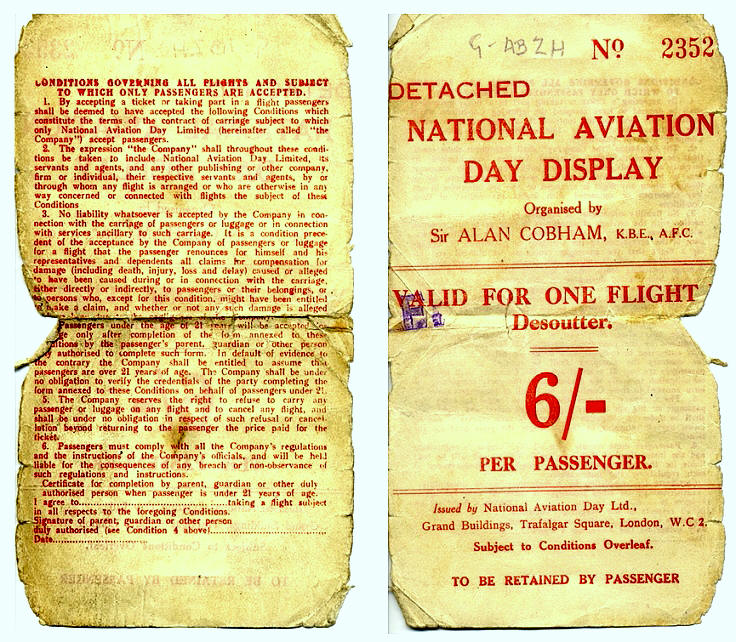 CONDITIONS GOVERNING ALL FLIGHTS AND SUBJECT
TO WHICH ONLY PASSENGERS ARE ACCEPTED.
1. By accepting a ticket or taking part in a flight passengers
shall be deemed to have accepted the following Conditions which
constitute the terms of the contract of carriage subject to which
only National Aviation Day Limited (hereinafter called "the
Company") accept passengers.
2. The expression "the Company" shall throughout these condi-
tions be taken to include National Aviation Day Limited, its
servants and agents, and any other publishing or other company,
firm or individual, their respective servants and agents, by or
through whom any flight is arranged or who are otherwise in any
way concerned or connected with flights the subject of these
Conditions
3. No liability whatsoever is accepted by the Company in con-
nection with the carriage of passengers or luggage or in connection
with services ancillary to such carriage. It is a condition prece-
dent of the acceptance by the Company of passengers or luggage
for a flight that the passenger renounces for himself and his
representatives and dependents all claims for compensation for
damage (including death, injury, loss and delay) caused or alleged
to have been caused during or in connection with the carriage,
either directly or indirectly, to passengers or their belongings, or
to persons who, except for this condition, might have been entitled
make a claim, and whether or not any such damage is alleged
Passengers under the age of 21 years will be accepted for
only after completion of the form annexed to these
by the passenger's parent, guardian or other person
duly authorised to complete such form. In default of evidence to
the contrary the Company shall be entitled to assume that
passengers are over 21 years of age. The Company shall be under
no obligation to verify the credentials of the party completing the
form annexed to these Conditions on behalf of passengers under 21.
5. The Company reserves the right to refuse to carry any
passenger or luggage on any flight and to cancel any flight, and
shall be under no obligation in respect of such refusal or cancel-
lation beyond returning to the passenger the price paid for the
ticket.
6. Passengers must comply with all the Company's regulations
and the instructions of the Company's officials, and will be held
liable for the consequences of any breach or non-observance of
such regulations and instructions.
Certificate for completion by parent, guardian or other duly
authorised person when passenger is under 21 years of age.
I agree to..............................taking a flight subject
in all respects to the foregoing Conditions.
Signature of parent, guardian or other person
duly authorised (see Condition 4 above)..............................
Date..............................
G-ABZH No 2352
DETACHED
NATIONAL AVIATION
DAY DISPLAY
Organised by
Sir ALAN COBHAM, K.B.E., A.F.C.
VALID FOR ONE FLIGHT
Desoutter.
6/-
PER PASSENGER.
Issued by National Aviation Day Ltd.,
Grand Buildings, Trafalgar Square, London, W.C 2.
Subject to Conditions Overleaf.
TO BE RETAINED BY PASSENGER